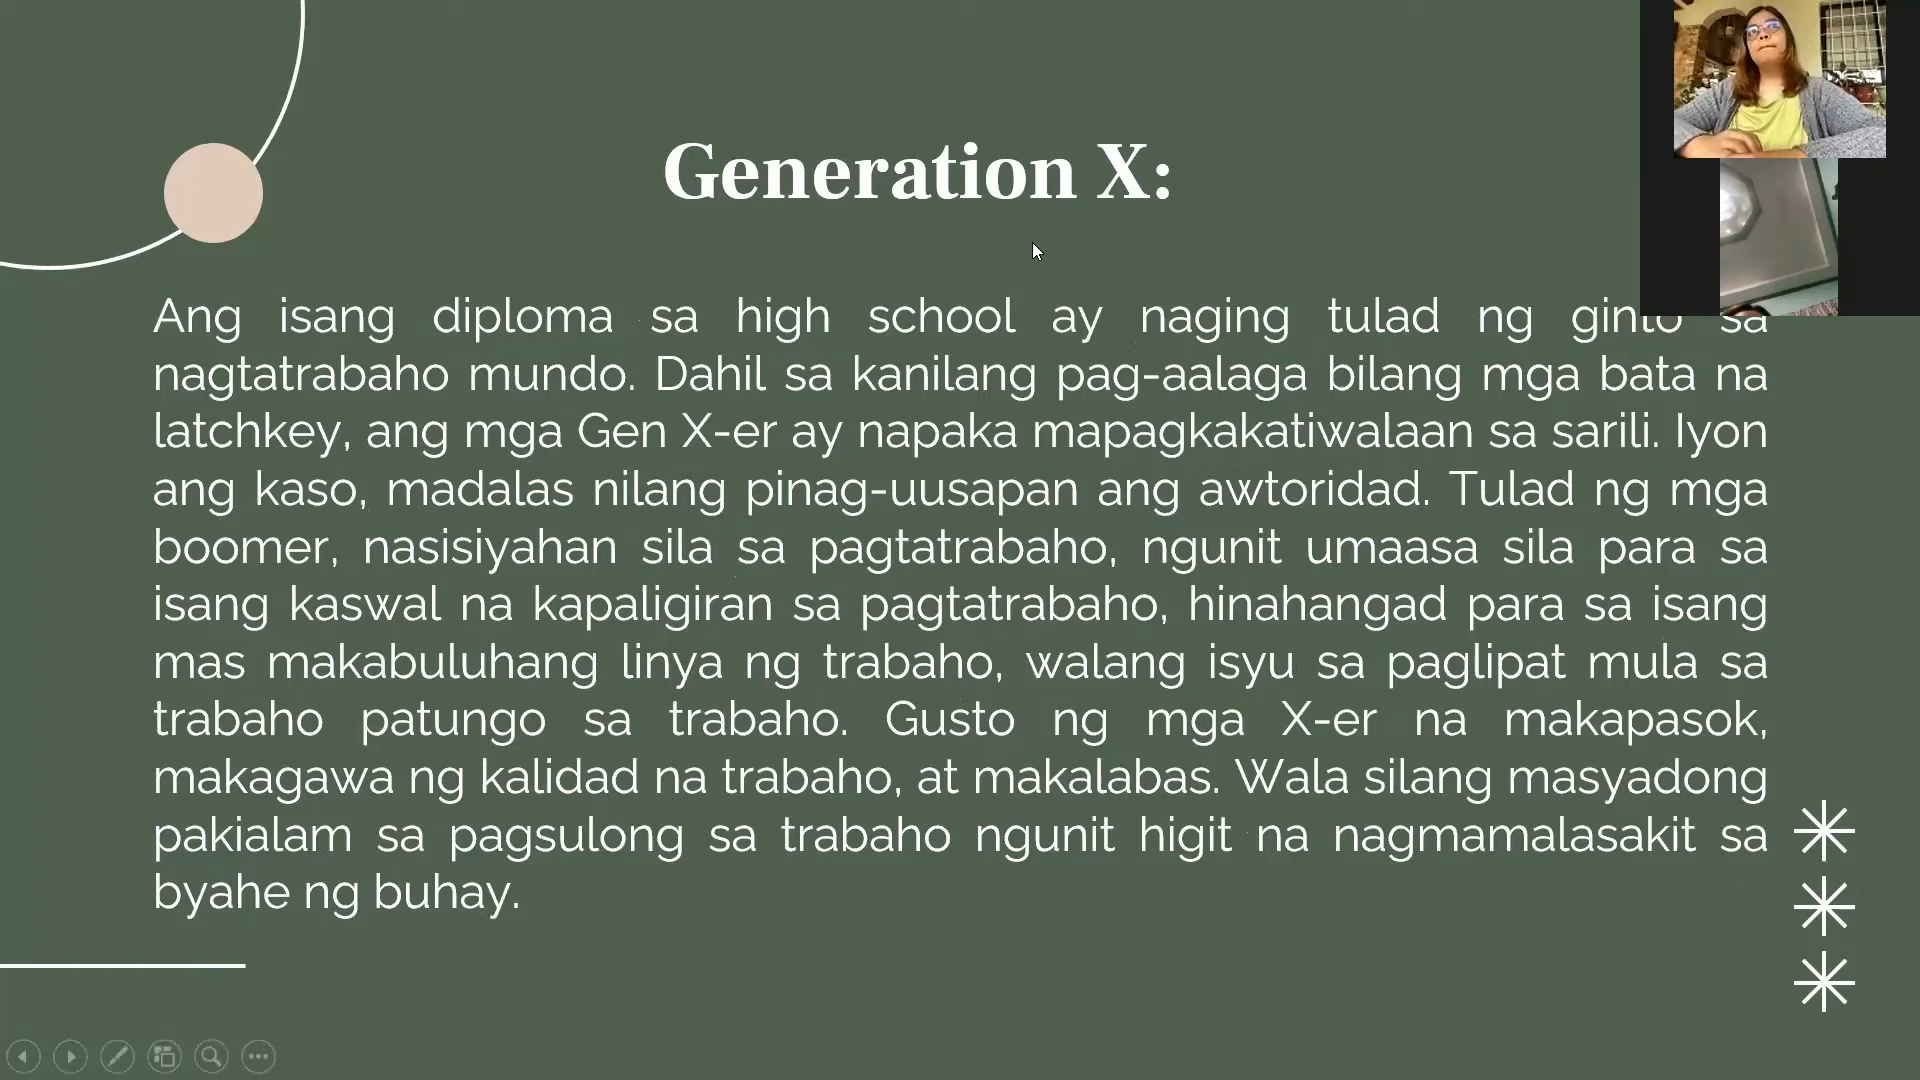 Generation X:
Ang isang diploma sa high school ay naging tulad ng ginto sa
nagtatrabaho mundo. Dahil sa kanilang pag-aalaga bilang mga bata na
latchkey, ang mga Gen X-er ay napaka mapagkakatiwalaan sa sarili. Iyon
ang kaso, madalas nilang pinag-uusapan ang awtoridad. Tulad ng mga
boomer, nasisiyahan sila sa pagtatrabaho, ngunit umaasa sila para sa
isang kaswal na kapaligiran sa pagtatrabaho, hinahangad para sa isang
mas makabuluhang linya ng trabaho, walang isyu sa paglipat mula sa
trabaho patungo sa trabaho. Gusto ng mga X-er na makapasok,
makagawa ng kalidad na trabaho, at makalabas. Wala silang masyadong
pakialam sa pagsulong sa trabaho ngunit higit na nagmamalasakit sa
byahe ng buhay.